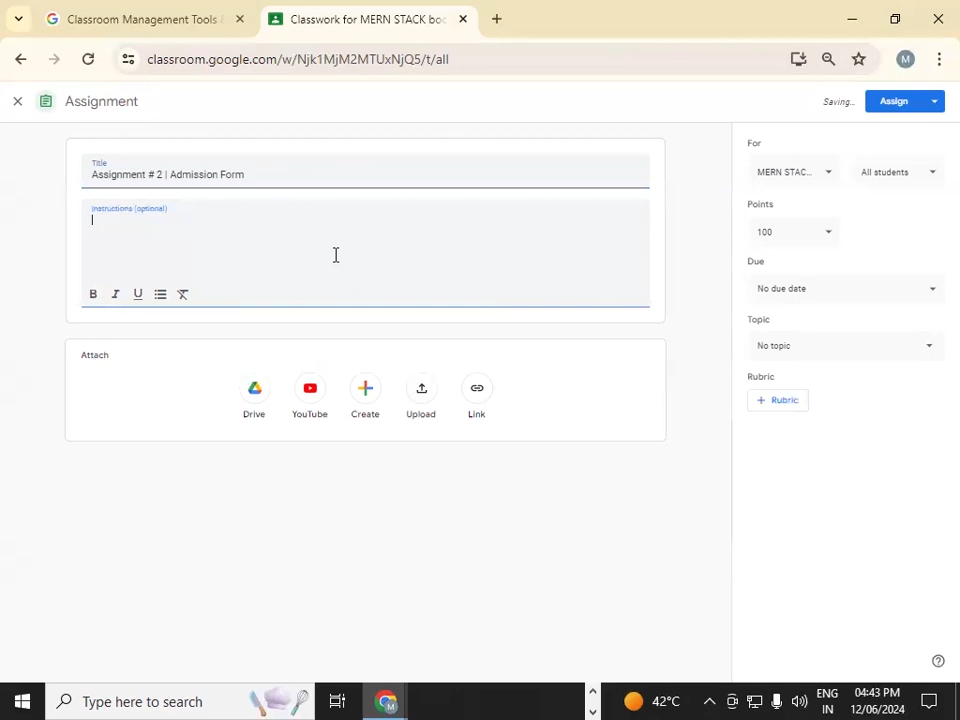 Classroom Management Tools &
Classwork for MERN STACK boo
classroom.google.com/w/Njk1MjM2MTUxNjQ5/t/all
M
Assignment
Saving...
Assign
Title
Assignment # 2 | Admission Form
Instructions (optional)
B I U
Attach
Drive
YouTube
Create
Upload
Link
For
MERN STAC...
All students
Points
100
Due
No due date
Topic
No topic
Rubric
+ Rubric
Type here to search
M
42°C
ENG
IN
04:43 PM
12/06/2024